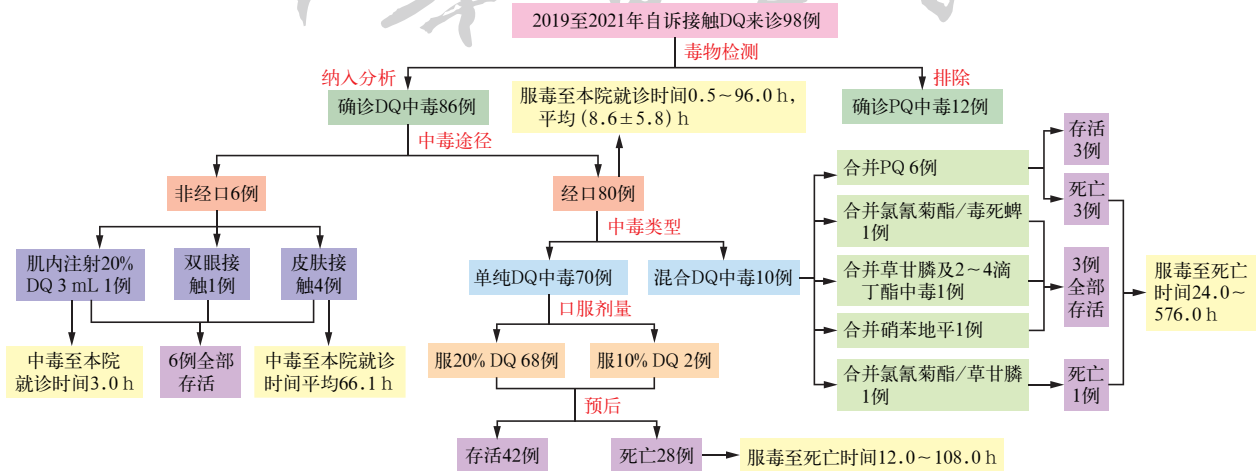 2019至2021年自诉接触DQ来诊98例
毒物检测
纳入分析
排除
确诊DQ中毒86例
服毒至本院就诊时间0.5~96.0 h,
平均(8.6±5.8) h
确诊PQ中毒12例
中毒途径
非经口6例
经口80例
中毒类型
肌内注射20%
DQ 3 mL 1例
双眼接
触1例
皮肤接
触4例
中毒至本院
就诊时间3.0 h
6例全部
存活
中毒至本院就诊
时间平均66.1 h
单纯DQ中毒70例
混合DQ中毒10例
口服剂量
服20% DQ 68例
服10% DQ 2例
预后
存活42例
死亡28例
服毒至死亡时间12.0~108.0 h
合并PQ 6例
存活
3例
死亡
3例
合并氯氰菊酯/毒死蜱
1例
合并草甘膦及2~4滴
丁酯中毒1例
合并硝苯地平1例
3例
全部
存活
合并氯氰菊酯/草甘膦
1例
死亡
1例
服毒至死亡
时间24.0~
576.0 h